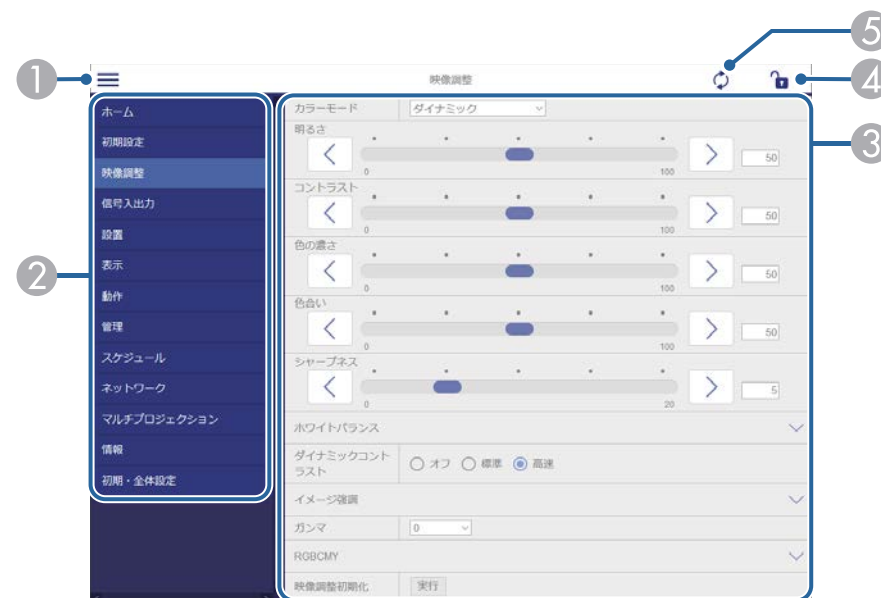 映像調整
1
2
3
4
5
ホーム
初期設定
映像調整
信号入出力
設置
表示
動作
管理
スケジュール
ネットワーク
マルチプロジェクション
情報
初期・全体設定
カラーモード ダイナミック
明るさ
0 100 50
コントラスト
0 100 50
色の濃さ
0 100 50
色合い
0 100 50
シャープネス
0 20 5
ホワイトバランス
ダイナミックコント
ラスト
オフ 標準 高速
イメージ強調
ガンマ 0
RGBCMY
映像調整初期化 実行